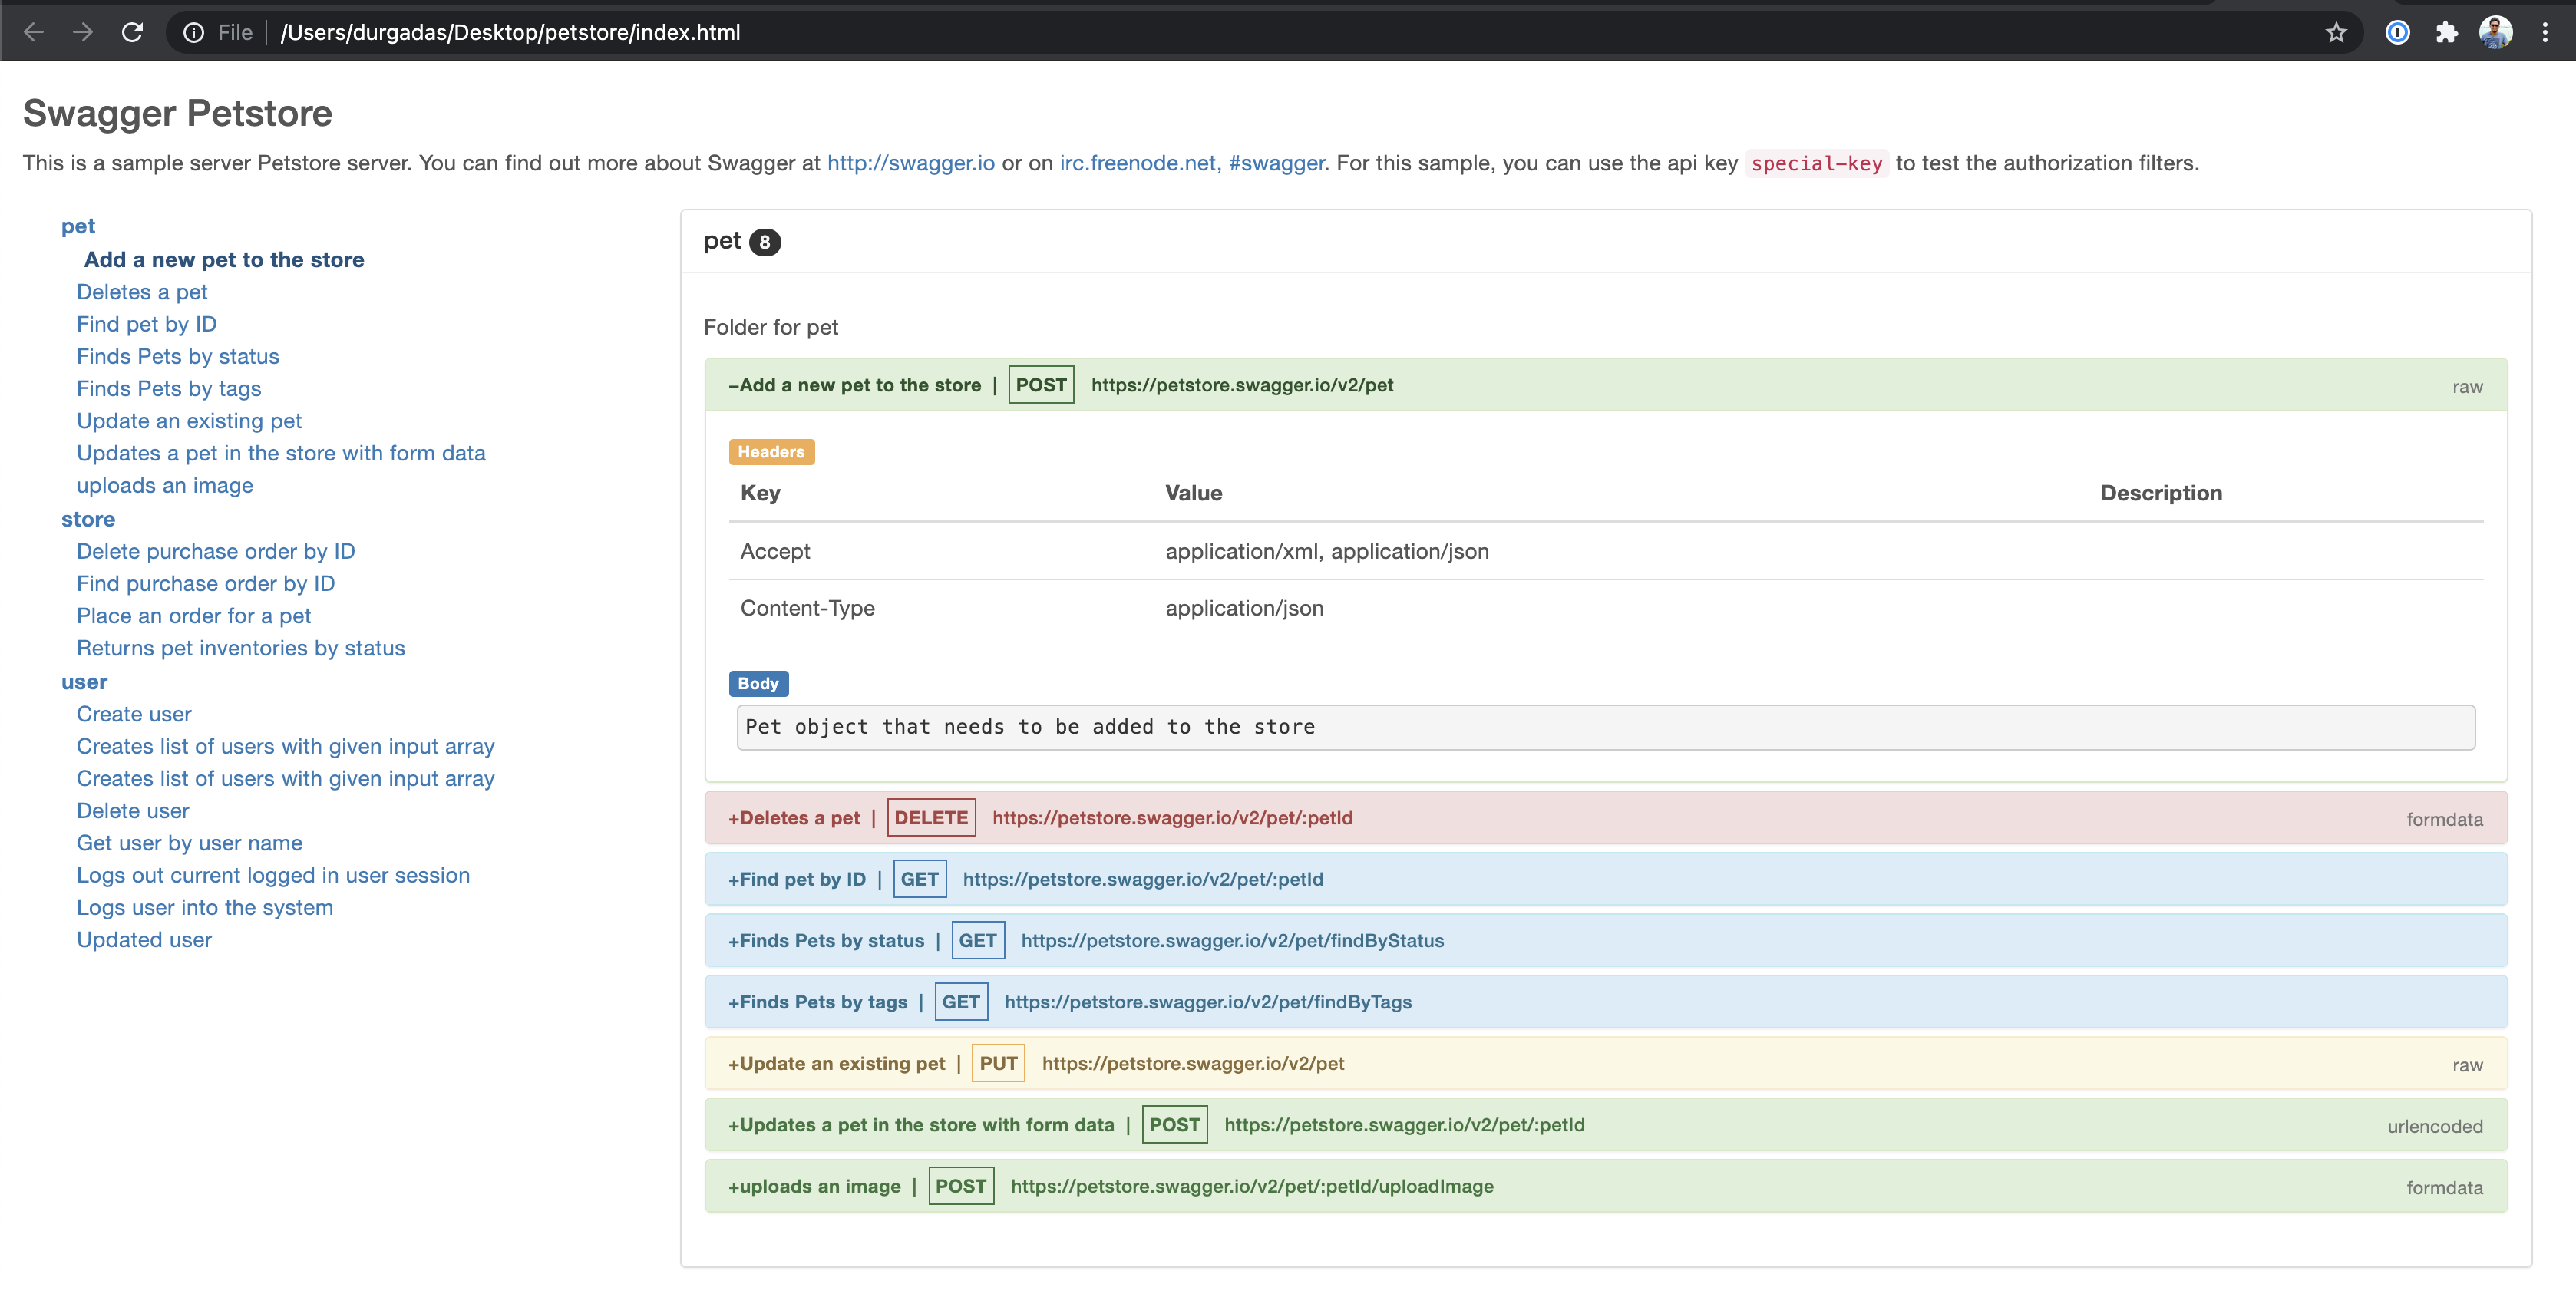 File | /Users/durgadas/Desktop/petstore/index.html
Swagger Petstore
This is a sample server Petstore server. You can find out more about Swagger at http://swagger.io or on irc.freenode.net, #swagger. For this sample, you can use the api key special-key to test the authorization filters.
pet
Add a new pet to the store
Deletes a pet
Find pet by ID
Finds Pets by status
Finds Pets by tags
Update an existing pet
Updates a pet in the store with form data
uploads an image
store
Delete purchase order by ID
Find purchase order by ID
Place an order for a pet
Returns pet inventories by status
user
Create user
Creates list of users with given input array
Creates list of users with given input array
Delete user
Get user by user name
Logs out current logged in user session
Logs user into the system
Updated user
pet 8
Folder for pet
–Add a new pet to the store | POST https://petstore.swagger.io/v2/pet raw
Headers
Key Value Description
Accept application/xml, application/json
Content-Type application/json
Body
Pet object that needs to be added to the store
+Deletes a pet | DELETE https://petstore.swagger.io/v2/pet/:petId formdata
+Find pet by ID | GET https://petstore.swagger.io/v2/pet/:petId
+Finds Pets by status | GET https://petstore.swagger.io/v2/pet/findByStatus
+Finds Pets by tags | GET https://petstore.swagger.io/v2/pet/findByTags
+Update an existing pet | PUT https://petstore.swagger.io/v2/pet raw
+Updates a pet in the store with form data | POST https://petstore.swagger.io/v2/pet/:petId urlencoded
+uploads an image | POST https://petstore.swagger.io/v2/pet/:petId/uploadImage formdata